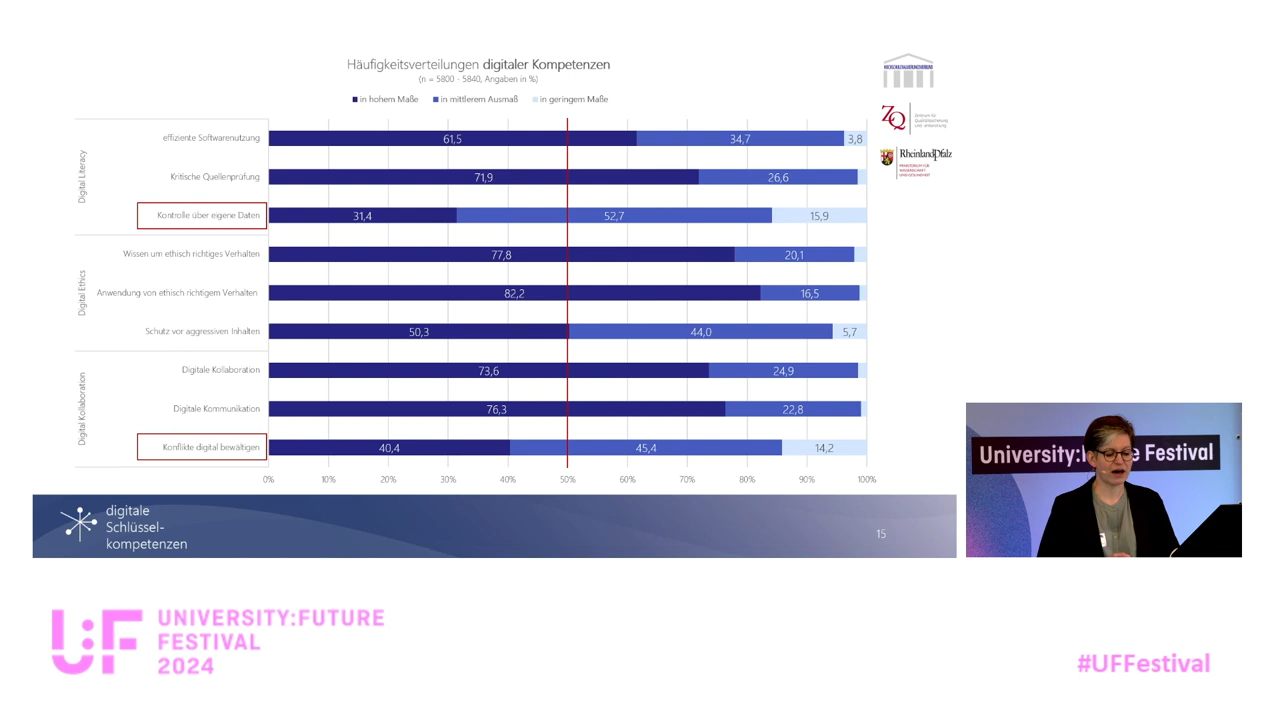 Häufigkeitsverteilungen digitaler Kompetenzen
(n = 5800 - 5840, Angaben in %)
in hohem Maße in mittlerem Ausmaß in geringem Maße
Digital Literacy
effiziente Softwarenutzung 61,5 34,7 3,8
Kritische Quellenprüfung 71,9 26,6
Kontrolle über eigene Daten 31,4 52,7 15,9
Digital Ethics
Wissen um ethisch richtiges Verhalten 77,8 20,1
Anwendung von ethisch richtigem Verhalten 82,2 16,5
Schutz vor aggressiven Inhalten 50,3 44,0 5,7
Digital Kollaboration
Digitale Kollaboration 73,6 24,9
Digitale Kommunikation 76,3 22,8
Konflikte digital bewältigen 40,4 45,4 14,2
0% 10% 20% 30% 40% 50% 60% 70% 80% 90% 100%
HOCHSCHULEVALUIERUNGSVERBUND
ZQ
Zentrum für
Qualitätssicherung
und -entwicklung
RheinlandPfalz
MINISTERIUM FÜR
WISSENSCHAFT
UND GESUNDHEIT
digitale
Schlüssel-
kompetenzen
15
University: e Festival
U:F
UNIVERSITY:FUTURE
FESTIVAL
2024
#UFFestival